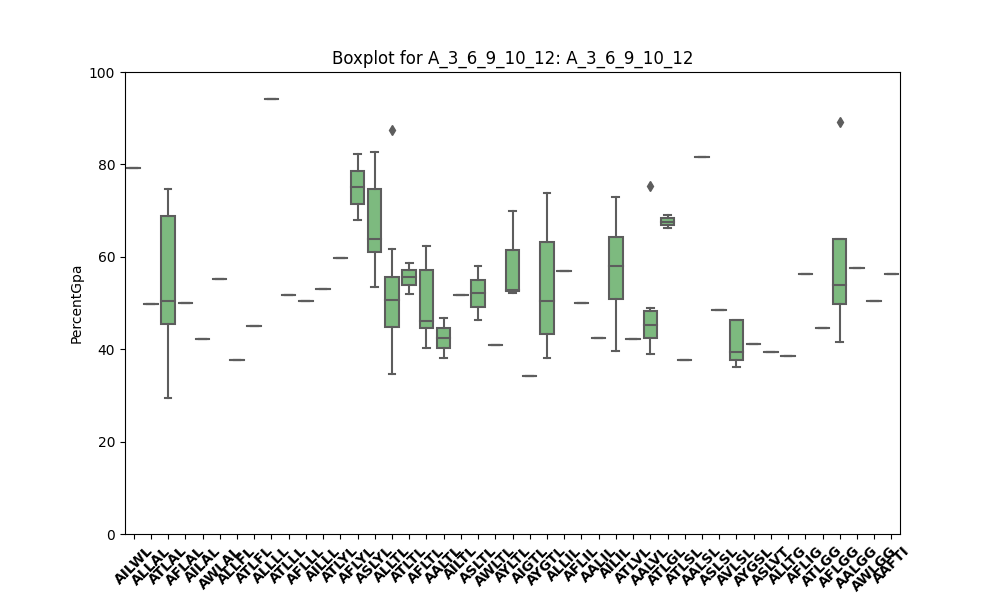 Boxplot for A_3_6_9_10_12: A_3_6_9_10_12
PercentGpa
100
80
60
40
20
0
AILWL
ALLAL
ATLAL
AFLAL
AILAL
AWLAL
ALLFL
ATLFL
ALLLL
ATLLL
AFLLL
AILLL
ATLYL
AFLYL
ASLYL
ALLTL
ATLTL
AFLTL
AALTL
AILTL
ASLTL
AWLTL
AYLTL
AIGTL
AYGTL
ALLIL
AFLIL
AALIL
AILIL
ATLVL
AALVL
ATLGL
ATLSL
AALSL
ASLSL
AVLSL
AYGSL
ASLVT
ALLTG
AFLIG
ATLGG
AFLGG
AALGG
AWLGG
AAFTI